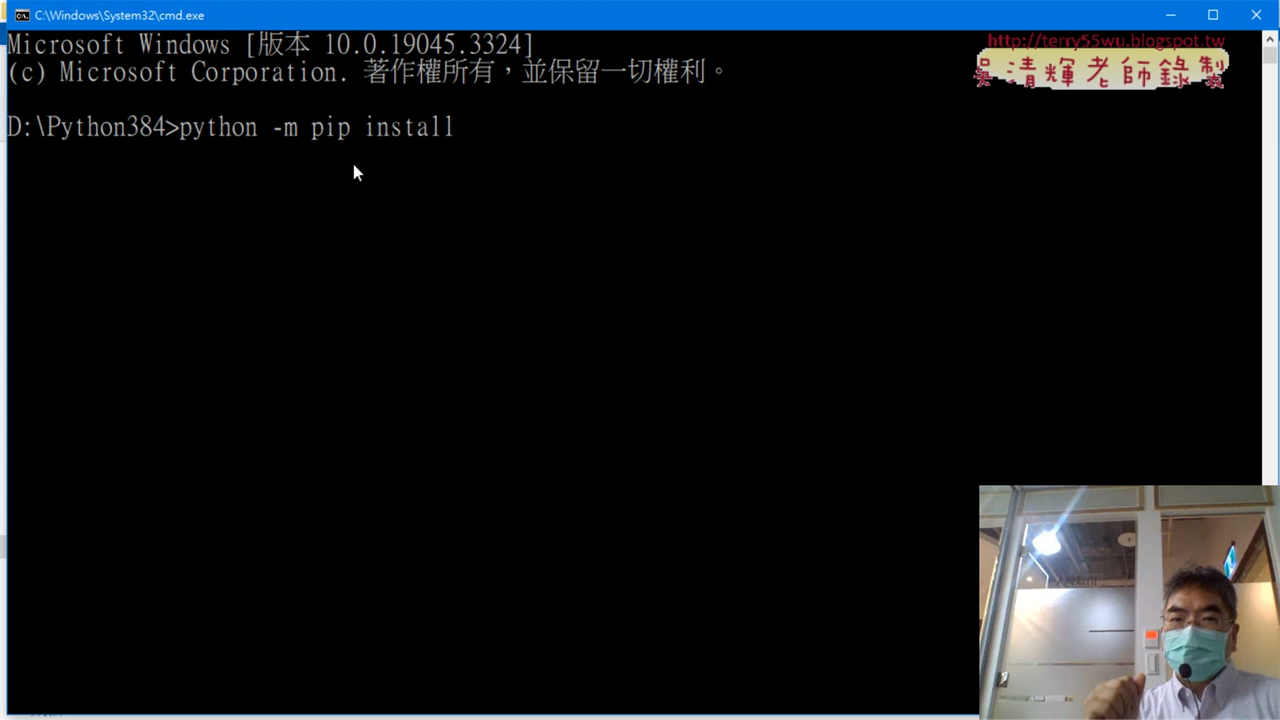 C:\Windows\System32\cmd.exe
Microsoft Windows [版本 10.0.19045.3324]
(c) Microsoft Corporation. 著作權所有，並保留一切權利。
http://terry55wu.blogspot.tw
吳清輝老師錄製
D:\Python384>python -m pip install